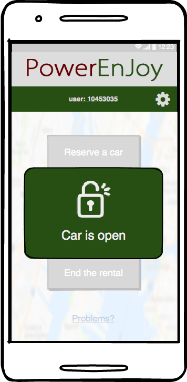 PowerEnJoy
user: 10453035
Reserve a car
Car is open
End the rental
Problems?